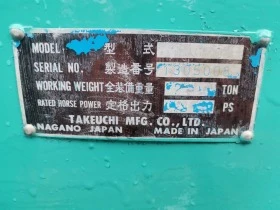 MODEL 型式
SERIAL NO. 製造番号
WORKING WEIGHT 全装備重量 TON
RATED HORSE POWER 定格出力 PS
TAKEUCHI MFG. CO., LTD.
NAGANO JAPAN MADE IN JAPAN